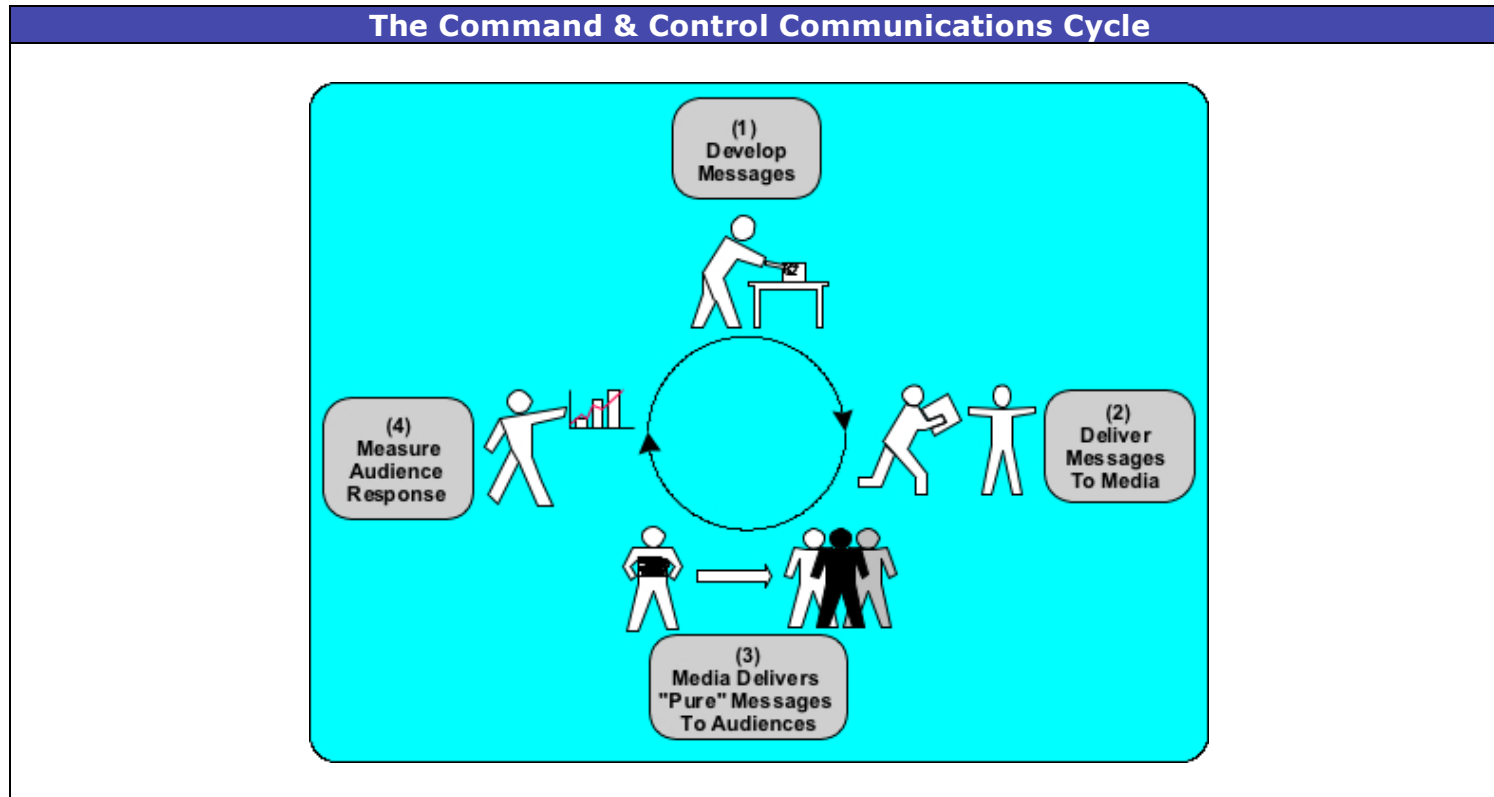 The Command & Control Communications Cycle
(1)
Develop
Messages
(2)
Deliver
Messages
To Media
(3)
Media Delivers
"Pure" Messages
To Audiences
(4)
Measure
Audience
Response